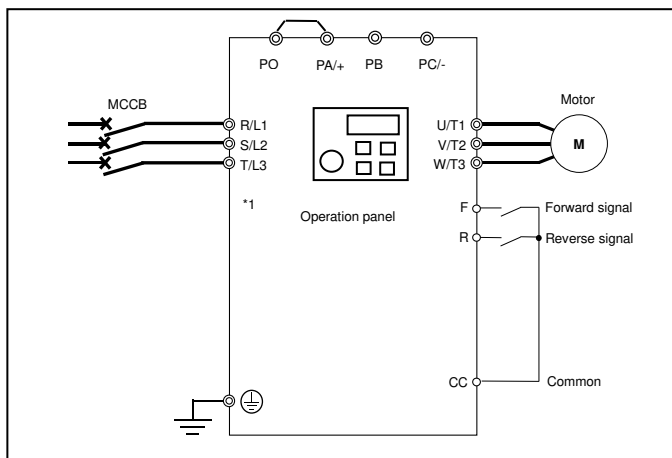 PO PA/+ PB PC/-
MCCB
Motor
R/L1
S/L2
T/L3
U/T1
V/T2
W/T3
M
*1
Operation panel
F Forward signal
R Reverse signal
CC Common